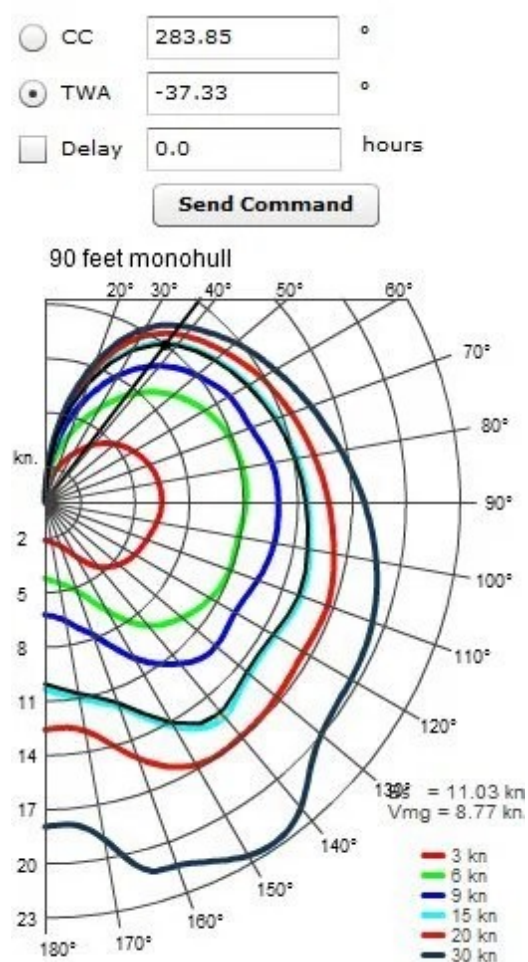 CC 283.85 °
TWA -37.33 °
Delay 0.0 hours
Send Command
90 feet monohull
20° 30° 40° 50° 60°
70°
80°
kn.
90°
2
100°
5
8
110°
11
120°
14
130° = 11.03 kn
Vmg = 8.77 kn.
17
140°
3 kn
20
150°
6 kn
9 kn
160°
15 kn
23
170°
20 kn
180°
30 kn